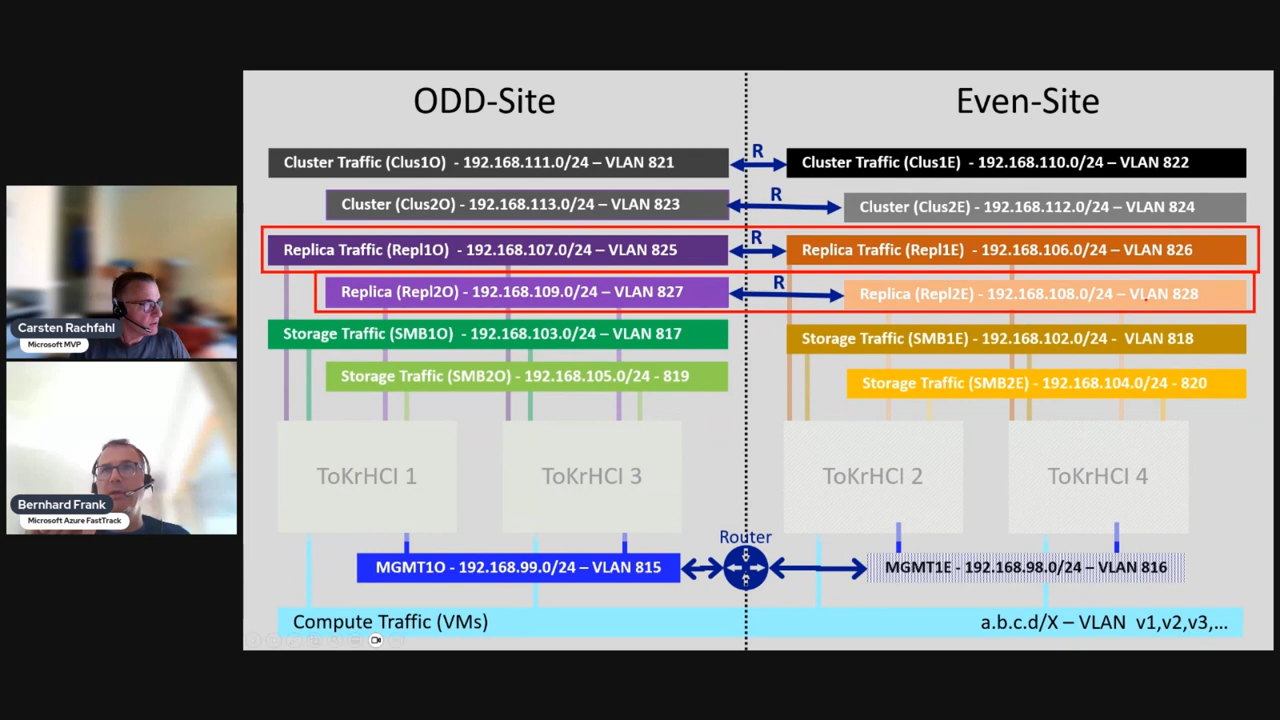 ODD-Site
Even-Site
Cluster Traffic (Clus1O) - 192.168.111.0/24 – VLAN 821
R
Cluster Traffic (Clus1E) - 192.168.110.0/24 – VLAN 822
Cluster (Clus2O) - 192.168.113.0/24 – VLAN 823
R
Cluster (Clus2E) - 192.168.112.0/24 – VLAN 824
Replica Traffic (Repl1O) - 192.168.107.0/24 – VLAN 825
R
Replica Traffic (Repl1E) - 192.168.106.0/24 – VLAN 826
Replica (Repl2O) - 192.168.109.0/24 – VLAN 827
R
Replica (Repl2E) - 192.168.108.0/24 – VLAN 828
Storage Traffic (SMB1O) - 192.168.103.0/24 – VLAN 817
Storage Traffic (SMB1E) - 192.168.102.0/24 - VLAN 818
Storage Traffic (SMB2O) - 192.168.105.0/24 - 819
Storage Traffic (SMB2E) - 192.168.104.0/24 - 820
ToKrHCI 1
ToKrHCI 3
ToKrHCI 2
ToKrHCI 4
Router
MGMT1O - 192.168.99.0/24 – VLAN 815
MGMT1E - 192.168.98.0/24 – VLAN 816
Compute Traffic (VMs)
a.b.c.d/X – VLAN v1,v2,v3,...
Carsten Rachfahl
Microsoft MVP
Bernhard Frank
Microsoft Azure FastTrack